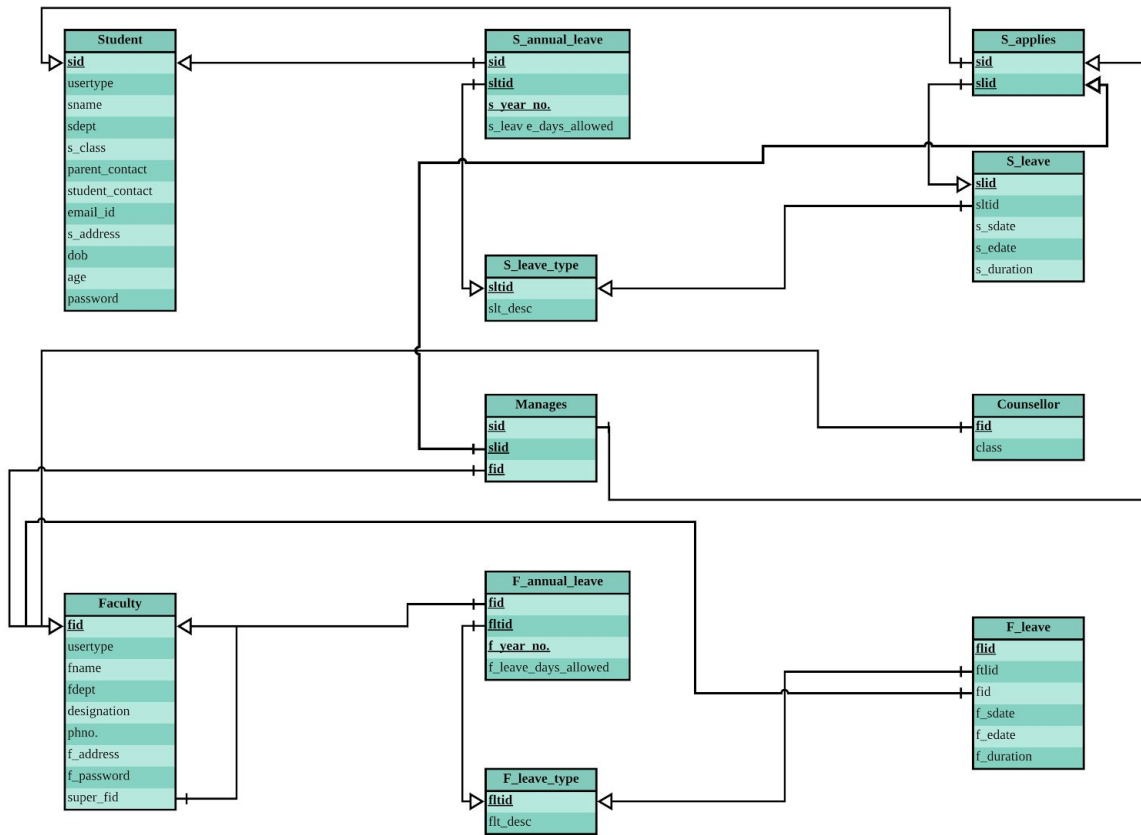 Student
sid
usertype
sname
sdept
s_class
parent_contact
student_contact
email_id
s_address
dob
age
password
S_annual_leave
sid
sltid
s_year_no.
s_leav e_days_allowed
S_applies
sid
slid
S_leave
slid
sltid
s_sdate
s_edate
s_duration
S_leave_type
sltid
slt_desc
Manages
sid
slid
fid
Counsellor
fid
class
Faculty
fid
usertype
fname
fdept
designation
phno.
f_address
f_password
super_fid
F_annual_leave
fid
fltid
f_year_no.
f_leave_days_allowed
F_leave
flid
ftlid
fid
f_sdate
f_edate
f_duration
F_leave_type
fltid
flt_desc